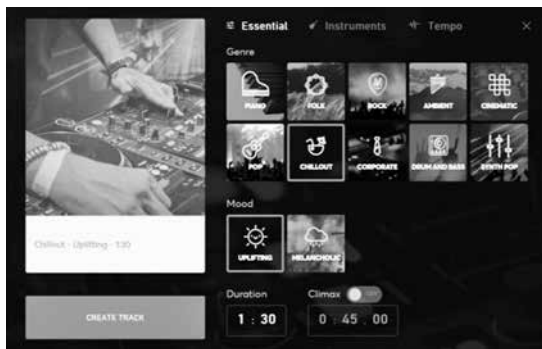 Essential Instruments Tempo
Genre
PIANO FOLK ROCK AMBIENT CINEMATIC
POP CHILLOUT CORPORATE DRUM AND BASS SYNTH POP
Mood
UPLIFTING MELANCHOLIC
Chillout - Uplifting - 1:30
Duration Climax OFF
1 : 30 0 : 45 . 00
CREATE TRACK